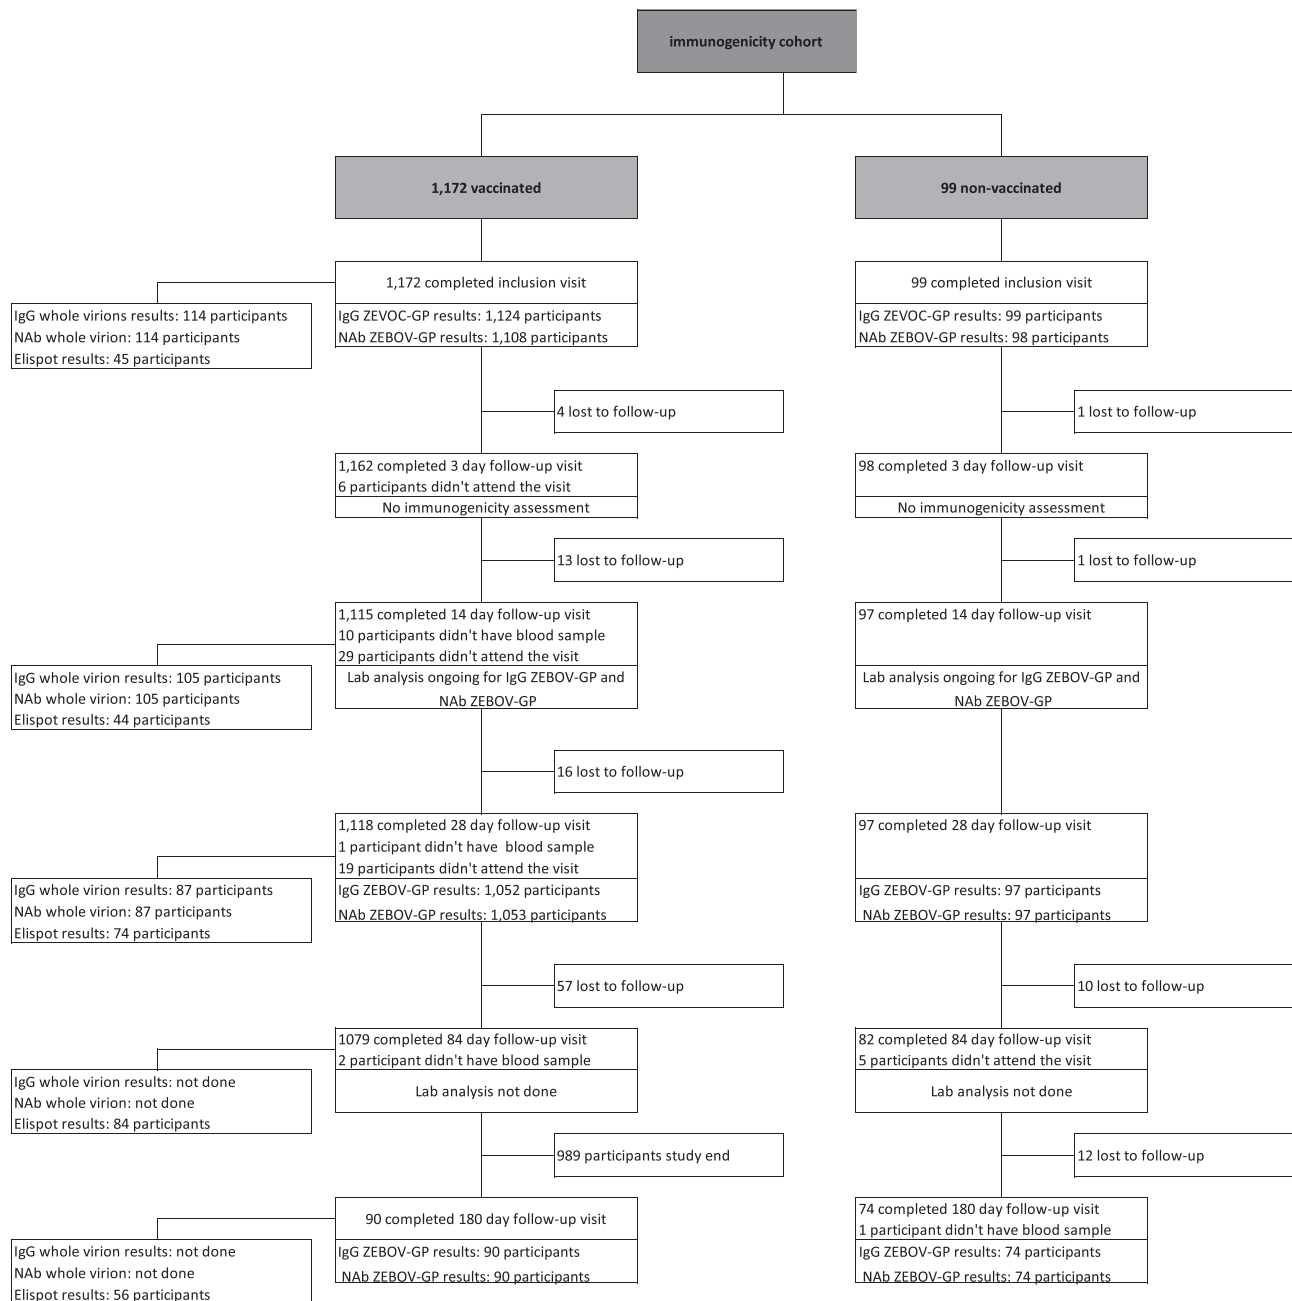 immunogenicity cohort
1,172 vaccinated
99 non-vaccinated
1,172 completed inclusion visit
99 completed inclusion visit
IgG whole virions results: 114 participants
NAb whole virion: 114 participants
Elispot results: 45 participants
IgG ZEVOC-GP results: 1,124 participants
NAb ZEBOV-GP results: 1,108 participants
IgG ZEVOC-GP results: 99 participants
NAb ZEBOV-GP results: 98 participants
4 lost to follow-up
1 lost to follow-up
1,162 completed 3 day follow-up visit
6 participants didn't attend the visit
No immunogenicity assessment
98 completed 3 day follow-up visit
No immunogenicity assessment
13 lost to follow-up
1 lost to follow-up
1,115 completed 14 day follow-up visit
10 participants didn't have blood sample
29 participants didn't attend the visit
Lab analysis ongoing for IgG ZEBOV-GP and
NAb ZEBOV-GP
97 completed 14 day follow-up visit
Lab analysis ongoing for IgG ZEBOV-GP and
NAb ZEBOV-GP
IgG whole virion results: 105 participants
NAb whole virion: 105 participants
Elispot results: 44 participants
16 lost to follow-up
1,118 completed 28 day follow-up visit
1 participant didn't have blood sample
19 participants didn't attend the visit
IgG ZEBOV-GP results: 1,052 participants
NAb ZEBOV-GP results: 1,053 participants
97 completed 28 day follow-up visit
IgG ZEBOV-GP results: 97 participants
NAb ZEBOV-GP results: 97 participants
IgG whole virion results: 87 participants
NAb whole virion: 87 participants
Elispot results: 74 participants
57 lost to follow-up
10 lost to follow-up
1079 completed 84 day follow-up visit
2 participant didn't have blood sample
Lab analysis not done
82 completed 84 day follow-up visit
5 participants didn't attend the visit
Lab analysis not done
IgG whole virion results: not done
NAb whole virion: not done
Elispot results: 84 participants
989 participants study end
12 lost to follow-up
90 completed 180 day follow-up visit
IgG ZEBOV-GP results: 90 participants
NAb ZEBOV-GP results: 90 participants
74 completed 180 day follow-up visit
1 participant didn't have blood sample
IgG ZEBOV-GP results: 74 participants
NAb ZEBOV-GP results: 74 participants
IgG whole virion results: not done
NAb whole virion: not done
Elispot results: 56 participants